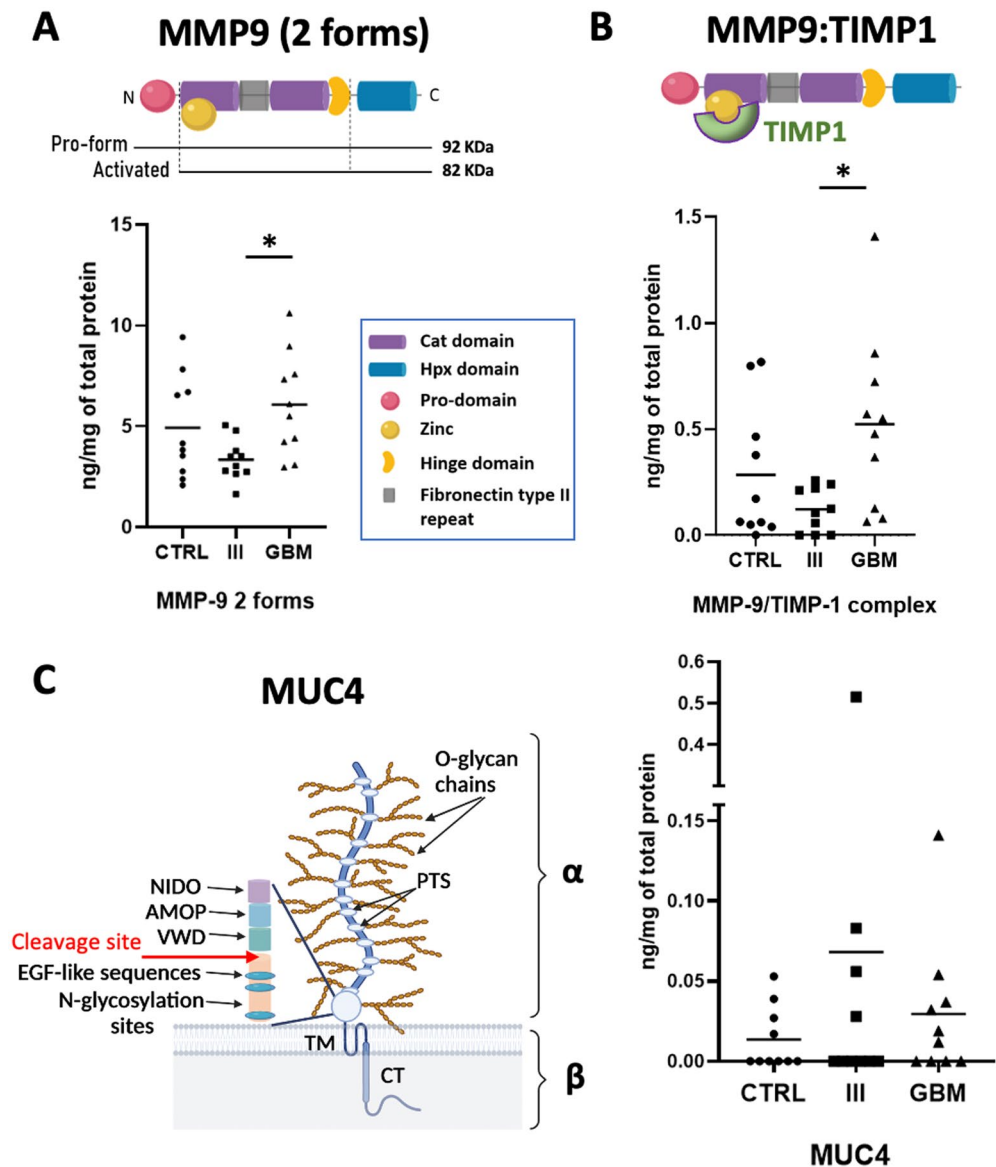 A
MMP9 (2 forms)
N
C
Pro-form
92 KDa
Activated
82 KDa
*
15
10
5
0
ng/mg of total protein
CTRL
III
GBM
MMP-9 2 forms
Cat domain
Hpx domain
Pro-domain
Zinc
Hinge domain
Fibronectin type II
repeat
B
MMP9:TIMP1
TIMP1
*
1.5
1.0
0.5
0.0
ng/mg of total protein
CTRL
III
GBM
MMP-9/TIMP-1 complex
C
MUC4
O-glycan
chains
PTS
α
NIDO
AMOP
VWD
Cleavage site
EGF-like sequences
N-glycosylation
sites
TM
CT
β
0.6
0.5
0.4
0.15
0.10
0.05
0.00
ng/mg of total protein
CTRL
III
GBM
MUC4